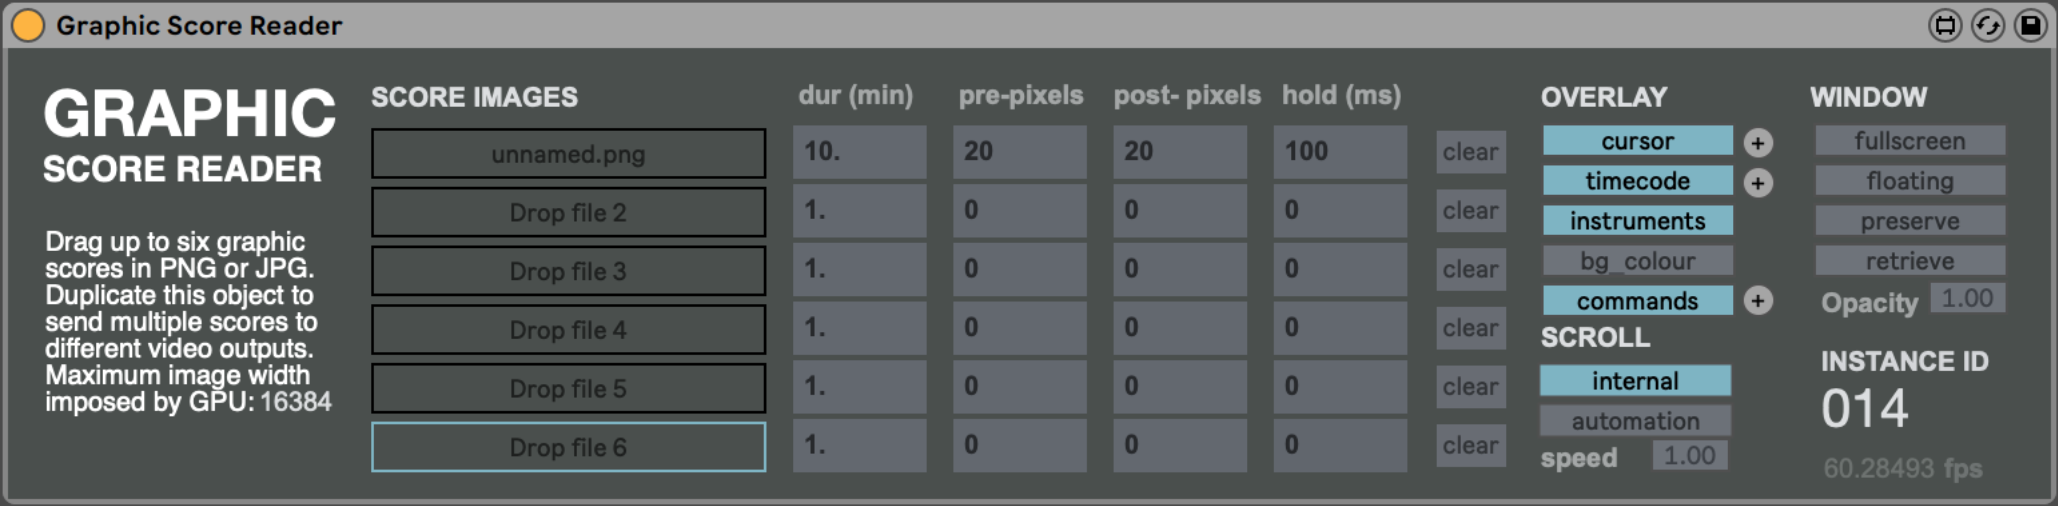 Graphic Score Reader
GRAPHIC
SCORE READER
Drag up to six graphic
scores in PNG or JPG.
Duplicate this object to
send multiple scores to
different video outputs.
Maximum image width
imposed by GPU: 16384
SCORE IMAGES dur (min) pre-pixels post- pixels hold (ms)
unnamed.png 10. 20 20 100 clear
Drop file 2 1. 0 0 0 clear
Drop file 3 1. 0 0 0 clear
Drop file 4 1. 0 0 0 clear
Drop file 5 1. 0 0 0 clear
Drop file 6 1. 0 0 0 clear
OVERLAY
cursor +
timecode +
instruments
bg_colour
commands +
SCROLL
internal
automation
speed 1.00
WINDOW
fullscreen
floating
preserve
retrieve
Opacity 1.00
INSTANCE ID
014
60.28493 fps